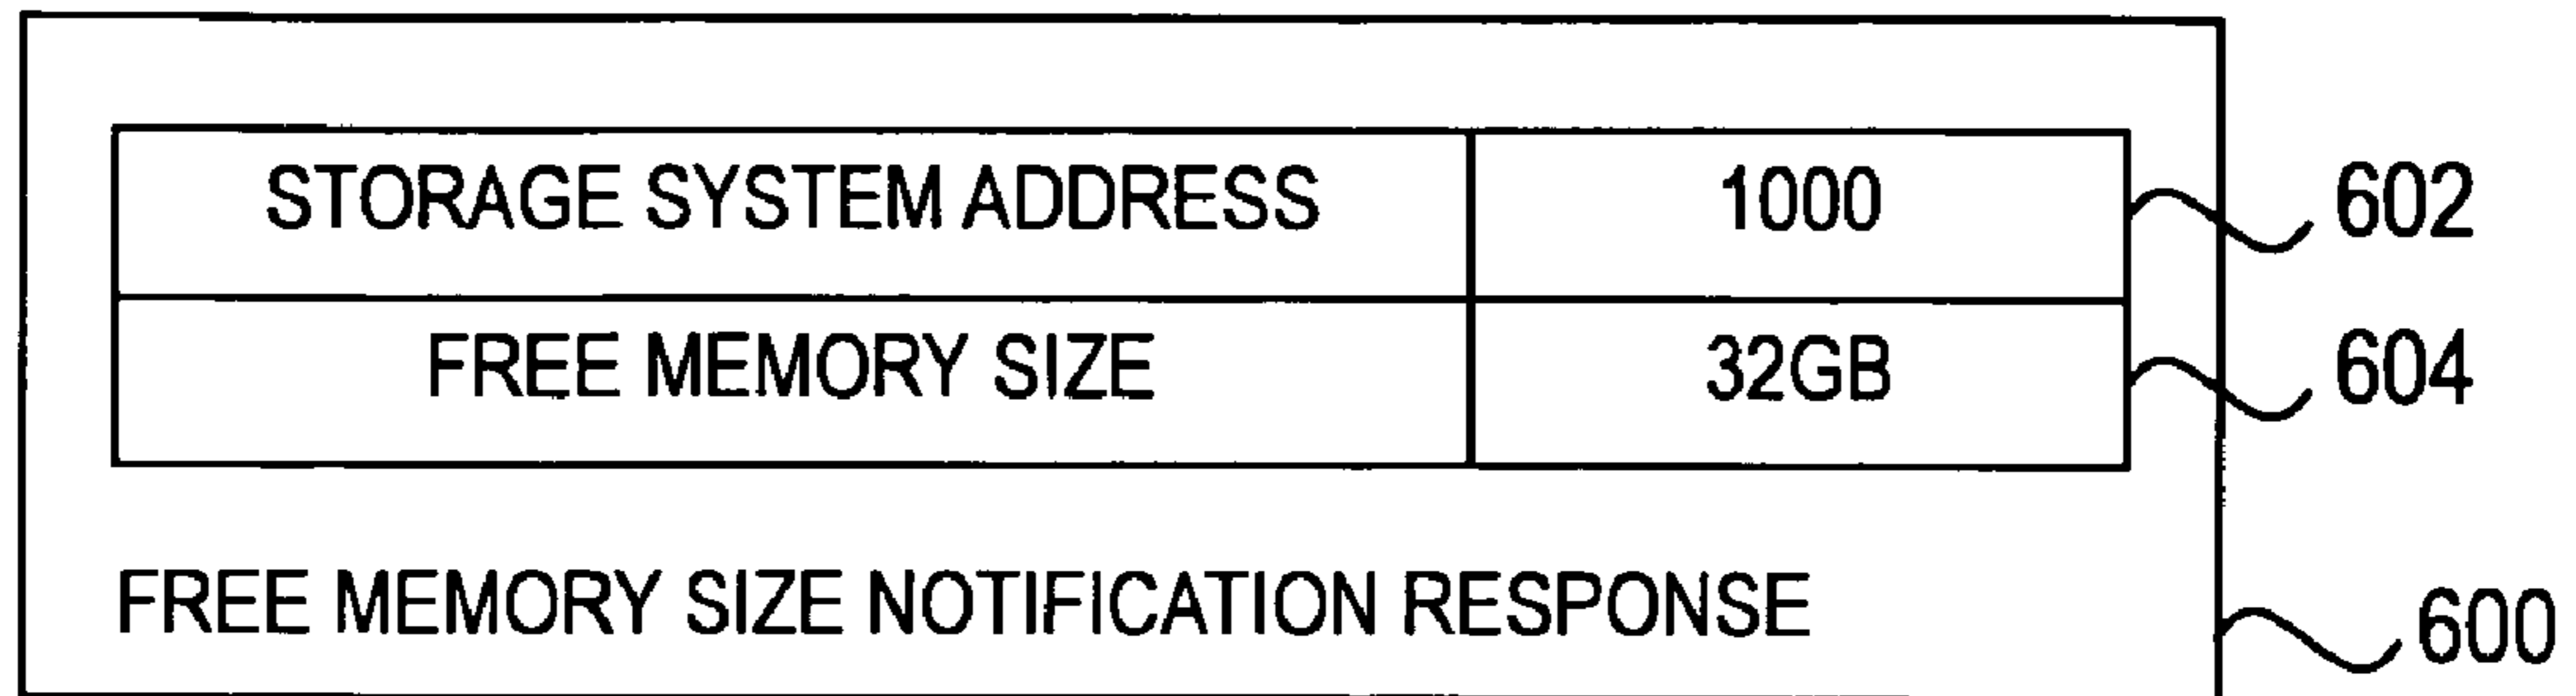 STORAGE SYSTEM ADDRESS 1000 602
FREE MEMORY SIZE 32GB 604
FREE MEMORY SIZE NOTIFICATION RESPONSE 600